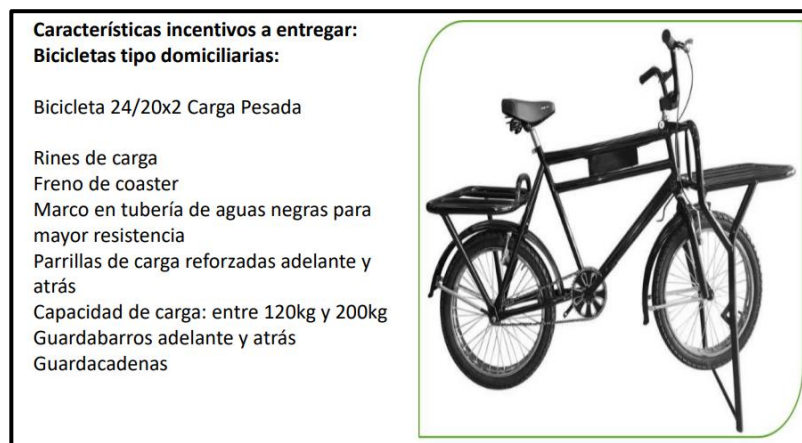 Características incentivos a entregar:
Bicicletas tipo domiciliarias:
Bicicleta 24/20x2 Carga Pesada
Rines de carga
Freno de coaster
Marco en tubería de aguas negras para
mayor resistencia
Parrillas de carga reforzadas adelante y
atrás
Capacidad de carga: entre 120kg y 200kg
Guardabarros adelante y atrás
Guardacadenas